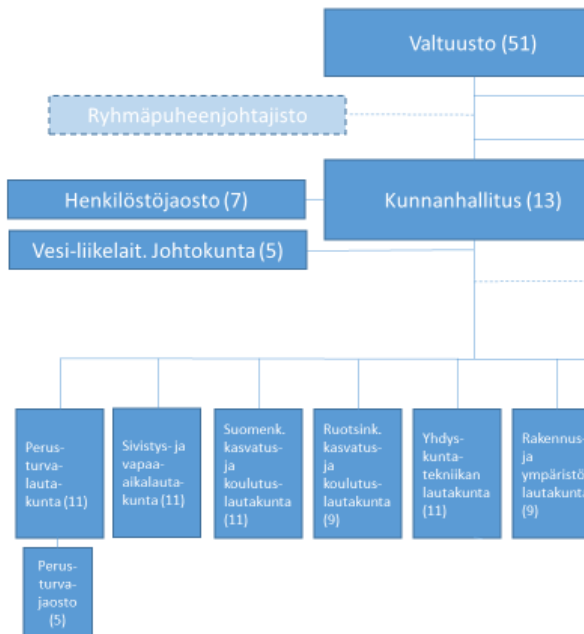 Valtuusto (51)
Ryhmäpuheenjohtajisto
Henkilöstöjaosto (7)
Kunnanhallitus (13)
Vesi-liikelait. Johtokunta (5)
Perus-
turva-
lauta-
kunta (11)
Sivistys- ja
vapaa-
aikalauta-
kunta (11)
Suomenk.
kasvatus-
ja
koulutus-
lautakunta
(11)
Ruotsink.
kasvatus-
ja
koulutus-
lautakunta
(9)
Yhdys-
kunta-
tekniikan
lautakunta
(11)
Rakennus-
ja
ympäristö
lautakunta
(9)
Perus-
turva-
jaosto
(5)